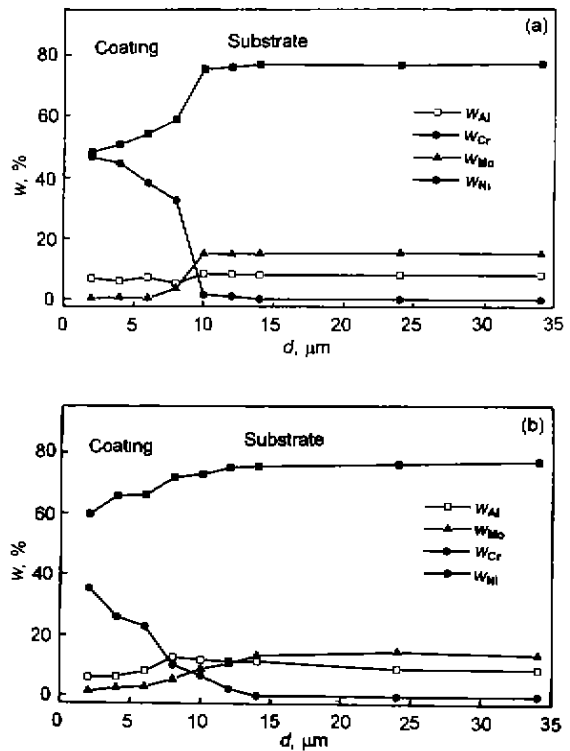 (a)
Coating Substrate
80
60
40
20
0
w, %
W_Al
W_Cr
W_Mo
W_Ni
0 5 10 15 20 25 30 35
d, μm
(b)
Coating Substrate
80
60
40
20
0
w, %
W_Al
W_Mo
W_Cr
W_Ni
0 5 10 15 20 25 30 35
d, μm